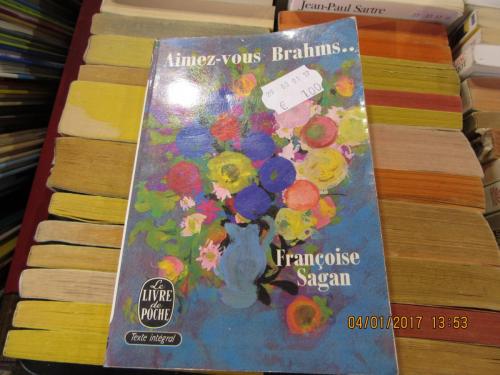 Jean-Paul Sartre
Aimez-vous Brahms..
€ 1,00
Françoise
Sagan
Le
LIVRE
de
POCHE
Texte intégral
04/01/2017 13:53